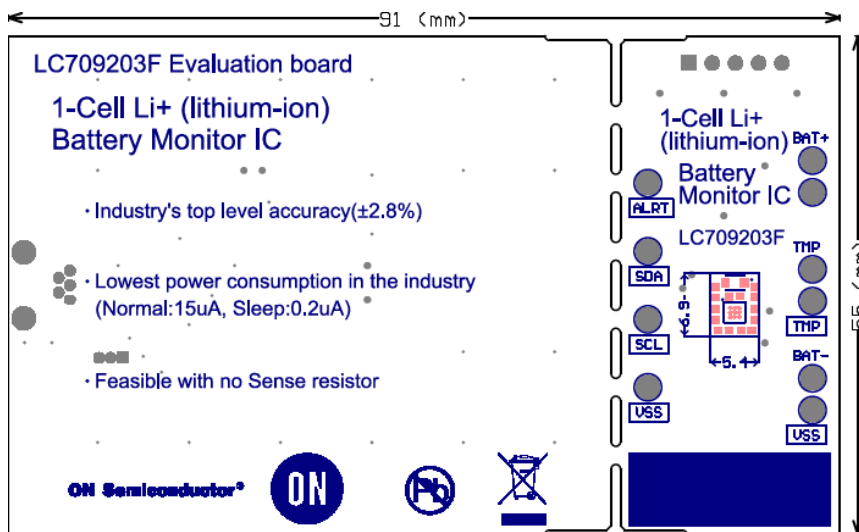 91 (mm)
LC709203F Evaluation board
1-Cell Li+ (lithium-ion)
Battery Monitor IC
· Industry's top level accuracy(±2.8%)
· Lowest power consumption in the industry
(Normal:15uA, Sleep:0.2uA)
· Feasible with no Sense resistor
ON Semiconductor®
ON
Pb
1-Cell Li+
(lithium-ion)
Battery
Monitor IC
LC709203F
BAT+
ALRT
TMP
SDA
TMP
SCL
BAT-
VSS
VSS
6.9
5.4